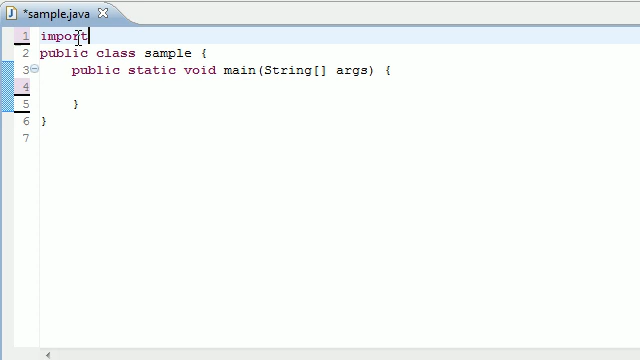 *sample.java
1 import
2 public class sample {
3 public static void main(String[] args) {
4
5 }
6 }
7